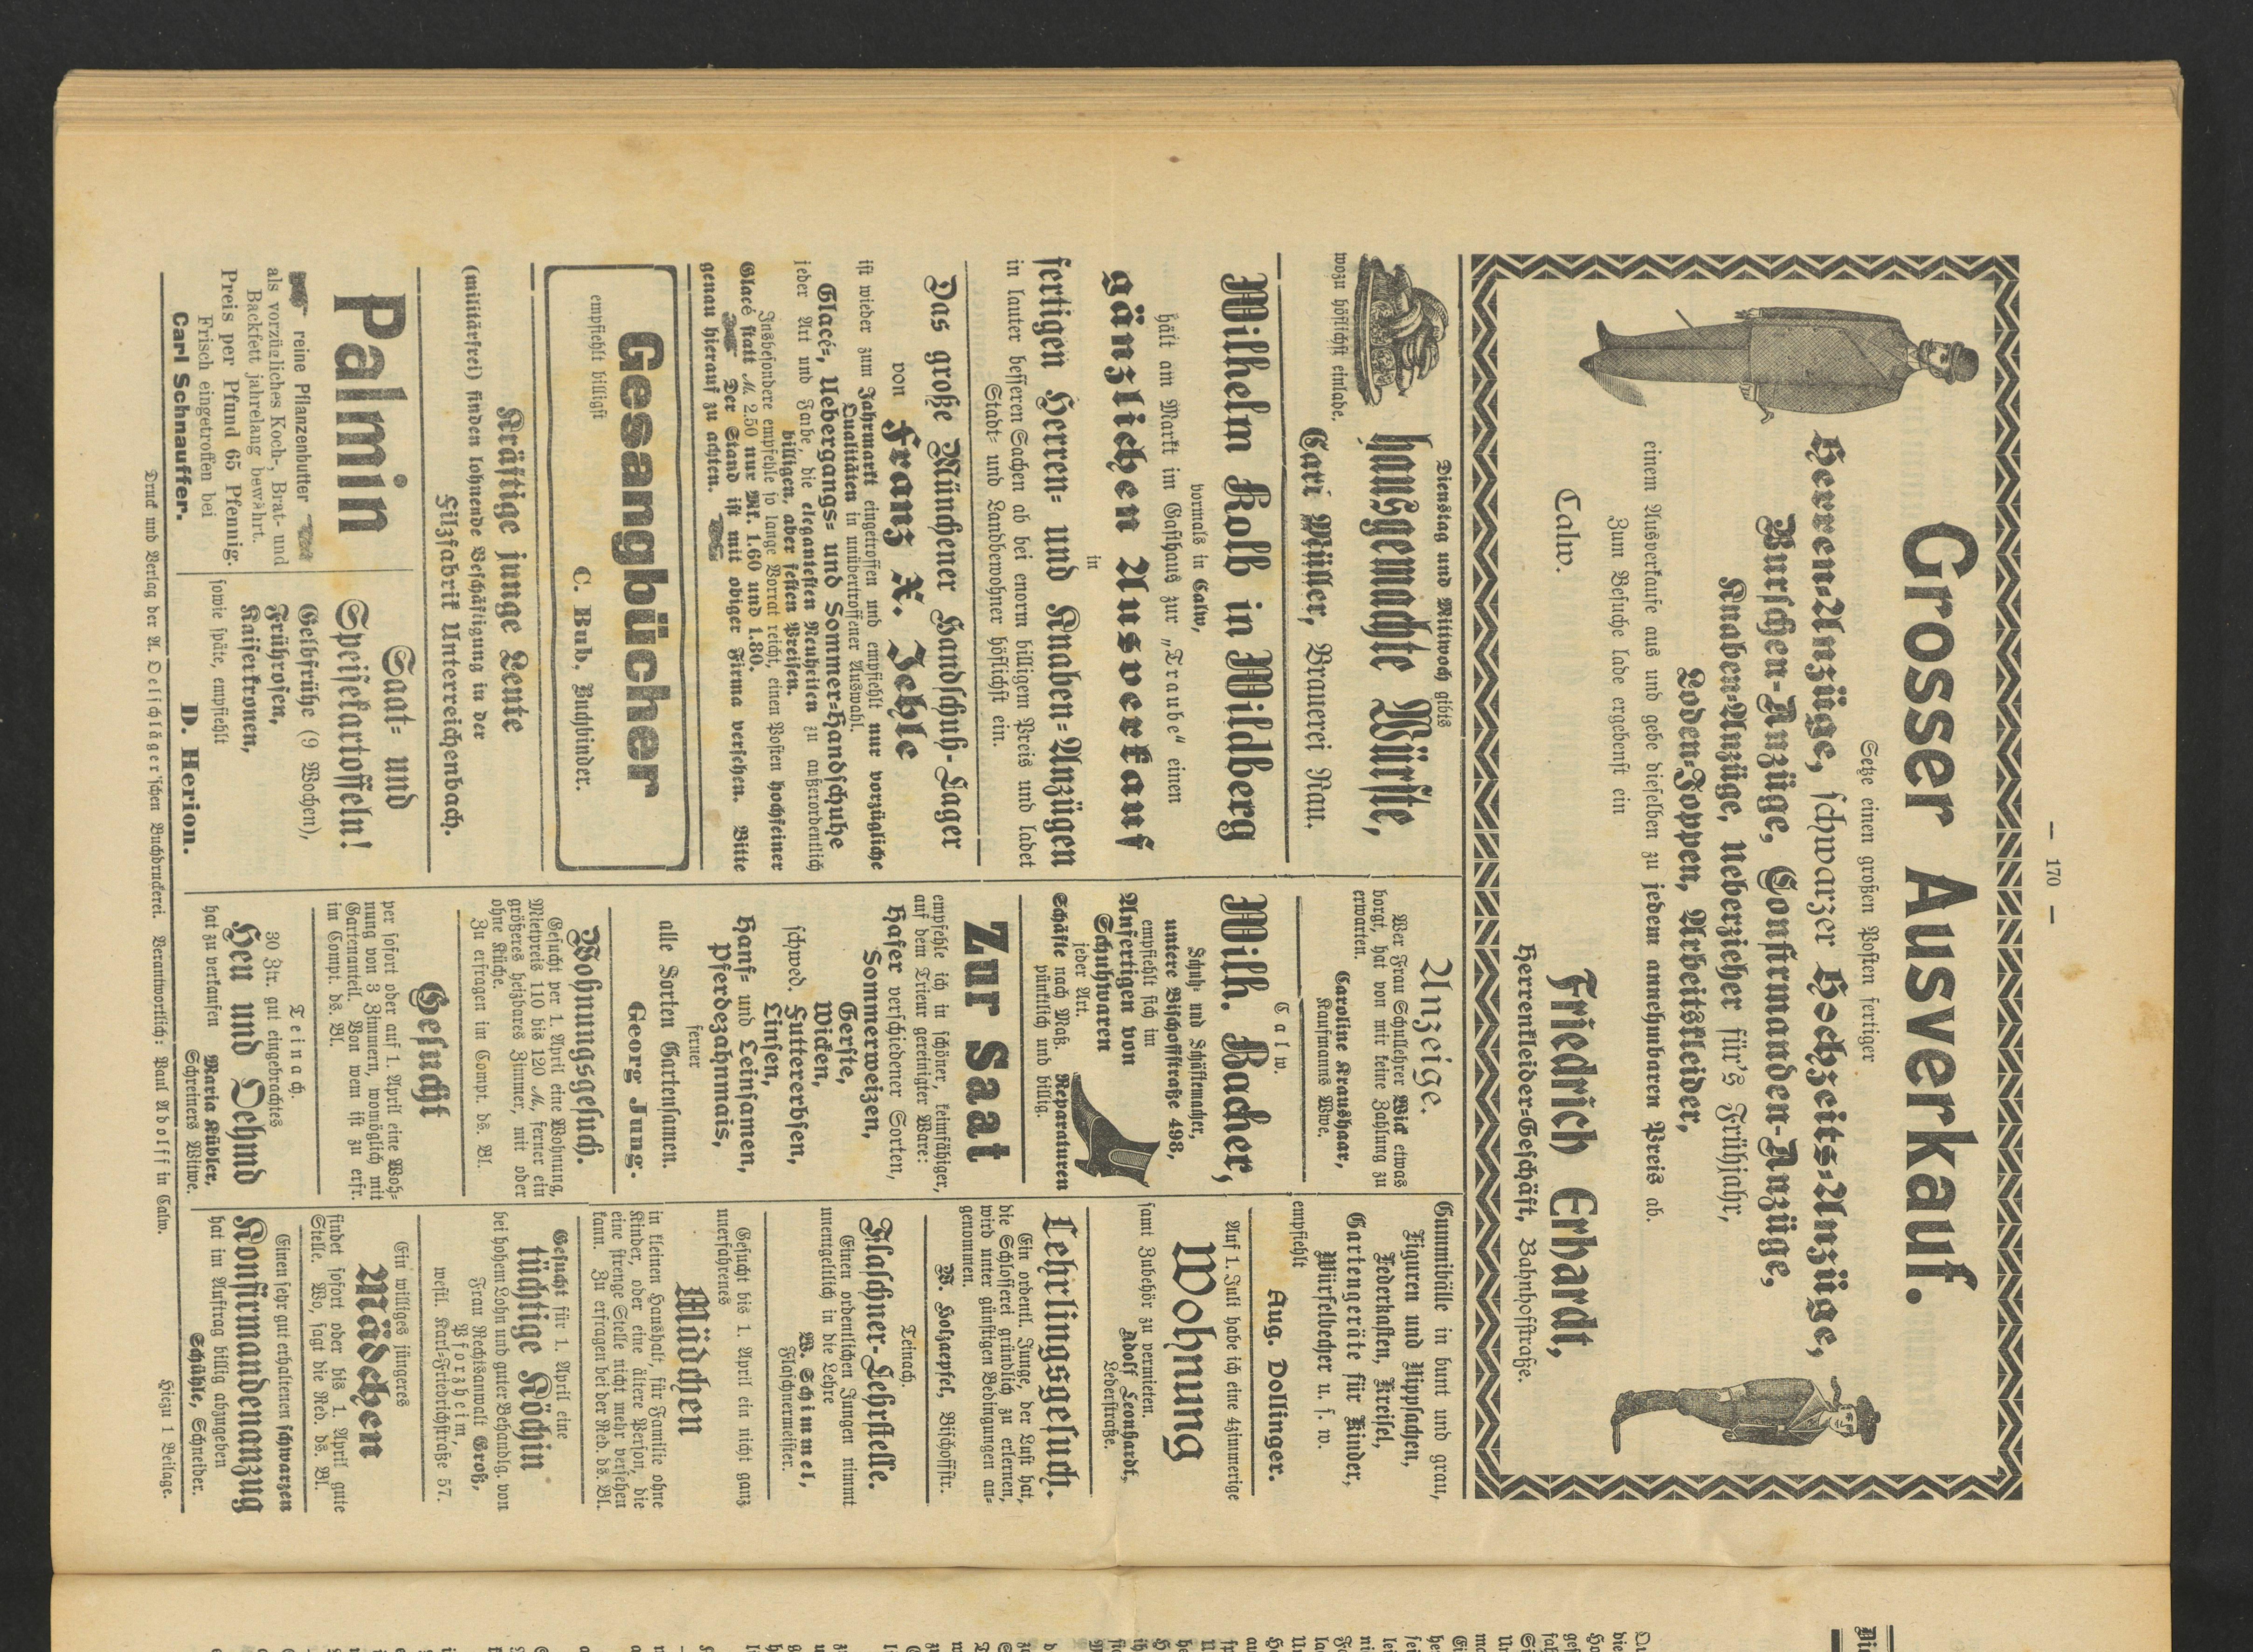 — 170 —
Grosser Ausverkauf.
Setze einen großen Posten fertiger
Herren-Anzüge, schwarzer Hochzeits-Anzüge,
Burschen-Anzüge, Confirmanden-Anzüge,
Knaben-Anzüge, Ueberzieher für's Frühjahr,
Loden-Joppen, Arbeitskleider,
einem Ausverkaufe aus und gebe dieselben zu jedem annehmbaren Preis ab.
Zum Besuche lade ergebenst ein
Calw.
Friedrich Erhardt,
Herrenkleider-Geschäft, Bahnhofstraße.
Dienstag und Mittwoch gibts
hausgemachte Würste,
wozu höflichst einlade.
Carl Müller, Brauerei Nau.
Wilhelm Kolb in Wildberg
vormals in Calw,
hält am Markt im Gasthaus zur „Traube“ einen
gänzlichen Ausverkauf
in
fertigen Herren- und Knaben-Anzügen
in lauter besseren Sachen ab bei enorm billigem Preis und ladet
Stadt- und Landbewohner höflichst ein.
Das große Münchener Handschuh-Lager
von Franz X. Jehle
ist wieder zum Jahrmarkt eingetroffen und empfiehlt nur vorzügliche
Qualitäten in unübertroffener Auswahl.
Glacé-, Uebergangs- und Sommer-Handschuhe
jeder Art und Farbe, die elegantesten Neuheiten zu außerordentlich
billigen, aber festen Preisen.
Insbesondere empfehle so lange Vorrat reicht, einen Posten hochfeiner
Glacé statt M. 2.50 nur Mk. 1.60 und 1.80.
Der Stand ist mit obiger Firma versehen. Bitte
genau hierauf zu achten.
Gesangbücher
empfiehlt billigst
C. Bub, Buchbinder.
Kräftige junge Leute
(militärfrei) finden lohnende Beschäftigung in der
Filzfabrik Unterreichenbach.
Palmin
reine Pflanzenbutter
als vorzügliches Koch-, Brat- und
Backfett jahrelang bewährt.
Preis per Pfund 65 Pfennig.
Frisch eingetroffen bei
Carl Schnauffer.
Saat- und
Speisekartoffeln!
Gelbfrühe (9 Wochen),
Frührosen,
Kaiserkronen,
sowie späte, empfiehlt
D. Herion.
Anzeige.
Wer Frau Schullehrer Wick etwas
borgt, hat von mir keine Zahlung zu
erwarten.
Caroline Kraushaar,
Kaufmanns Wwe.
Calw.
Wilh. Bacher,
Schuh- und Schäftemacher,
untere Bischoffstraße 498,
empfiehlt sich im
Anfertigen von
Schuhwaren
jeder Art.
Schäfte nach Maß. Reparaturen
pünktlich und billig.
Zur Saat
empfehle ich in schöner, keimfähiger,
auf dem Trieur gereinigter Ware:
Hafer verschiedener Sorten,
Sommerweizen,
Gerste,
Wicken,
schwed. Futtererbsen,
Linsen,
Hanf- und Leinsamen,
Pferdezahnmais,
ferner
alle Sorten Gartensamen.
Georg Jung.
Wohnungsgesuch.
Gesucht per 1. April eine Wohnung,
Mietpreis 110 bis 120 M., ferner ein
größeres heizbares Zimmer, mit oder
ohne Küche.
Zu erfragen im Compt. ds. Bl.
Gesucht
per sofort oder auf 1. April eine Woh-
nung von 3 Zimmern, womöglich mit
Gartenanteil. Von wem ist zu erfr.
im Compt. ds. Bl.
Teinach.
30 Ztr. gut eingebrachtes
Heu und Oehmd
hat zu verkaufen
Maria Kübler,
Schreiners Witwe.
Gummibälle in bunt und grau,
Figuren und Nippsachen,
Federkasten, Kreisel,
Gartengeräte für Kinder,
Würfelbecher u. s. w.
empfiehlt
Aug. Dollinger.
Auf 1. Juli habe ich eine 4zimmerige
Wohnung
samt Zubehör zu vermieten.
Adolf Leonhardt,
Lederstraße.
Lehrlingsgesuch.
Ein ordentl. Junge, der Lust hat,
die Schlosserei gründlich zu erlernen,
wird unter günstigen Bedingungen an-
genommen.
W. Holzapfel, Bischoffstr.
Teinach.
Flaschner-Lehrstelle.
Einen ordentlichen Jungen nimmt
unentgeltlich in die Lehre
W. Schimmel,
Flaschnermeister.
Gesucht bis 1. April ein nicht ganz
unerfahrenes
Mädchen
in kleinen Haushalt, für Familie ohne
Kinder, oder eine ältere Person, die
eine strenge Stelle nicht mehr versehen
kann. Zu erfragen bei der Red. ds. Bl.
Gesucht für 1. April eine
tüchtige Köchin
bei hohem Lohn und guter Behandlg. von
Frau Rechtsanwalt Groß,
Pforzheim,
westl. Karl-Friedrichstraße 57.
Ein williges jüngeres
Mädchen
findet sofort oder bis 1. April gute
Stelle. Wo, sagt die Red. ds. Bl.
Einen sehr gut erhaltenen schwarzen
Konfirmandenanzug
hat im Auftrag billig abzugeben
Schühle, Schneider.
Druck und Verlag der A. Oelschläger'schen Buchdruckerei. Verantwortlich: Paul Adolff in Calw.
Hiezu 1 Beilage.